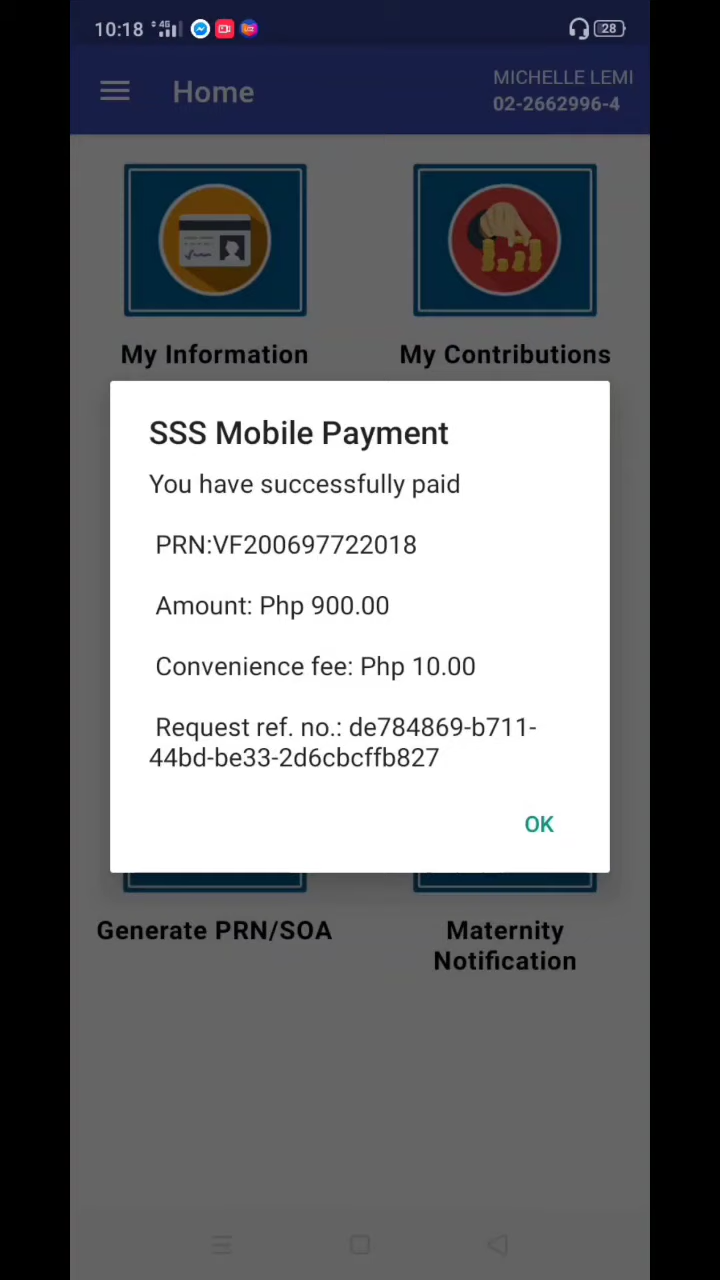 10:18 4G 28
Home
MICHELLE LEMI
02-2662996-4
My Information
My Contributions
SSS Mobile Payment
You have successfully paid
PRN:VF200697722018
Amount: Php 900.00
Convenience fee: Php 10.00
Request ref. no.: de784869-b711-
44bd-be33-2d6cbcffb827
OK
Generate PRN/SOA
Maternity
Notification